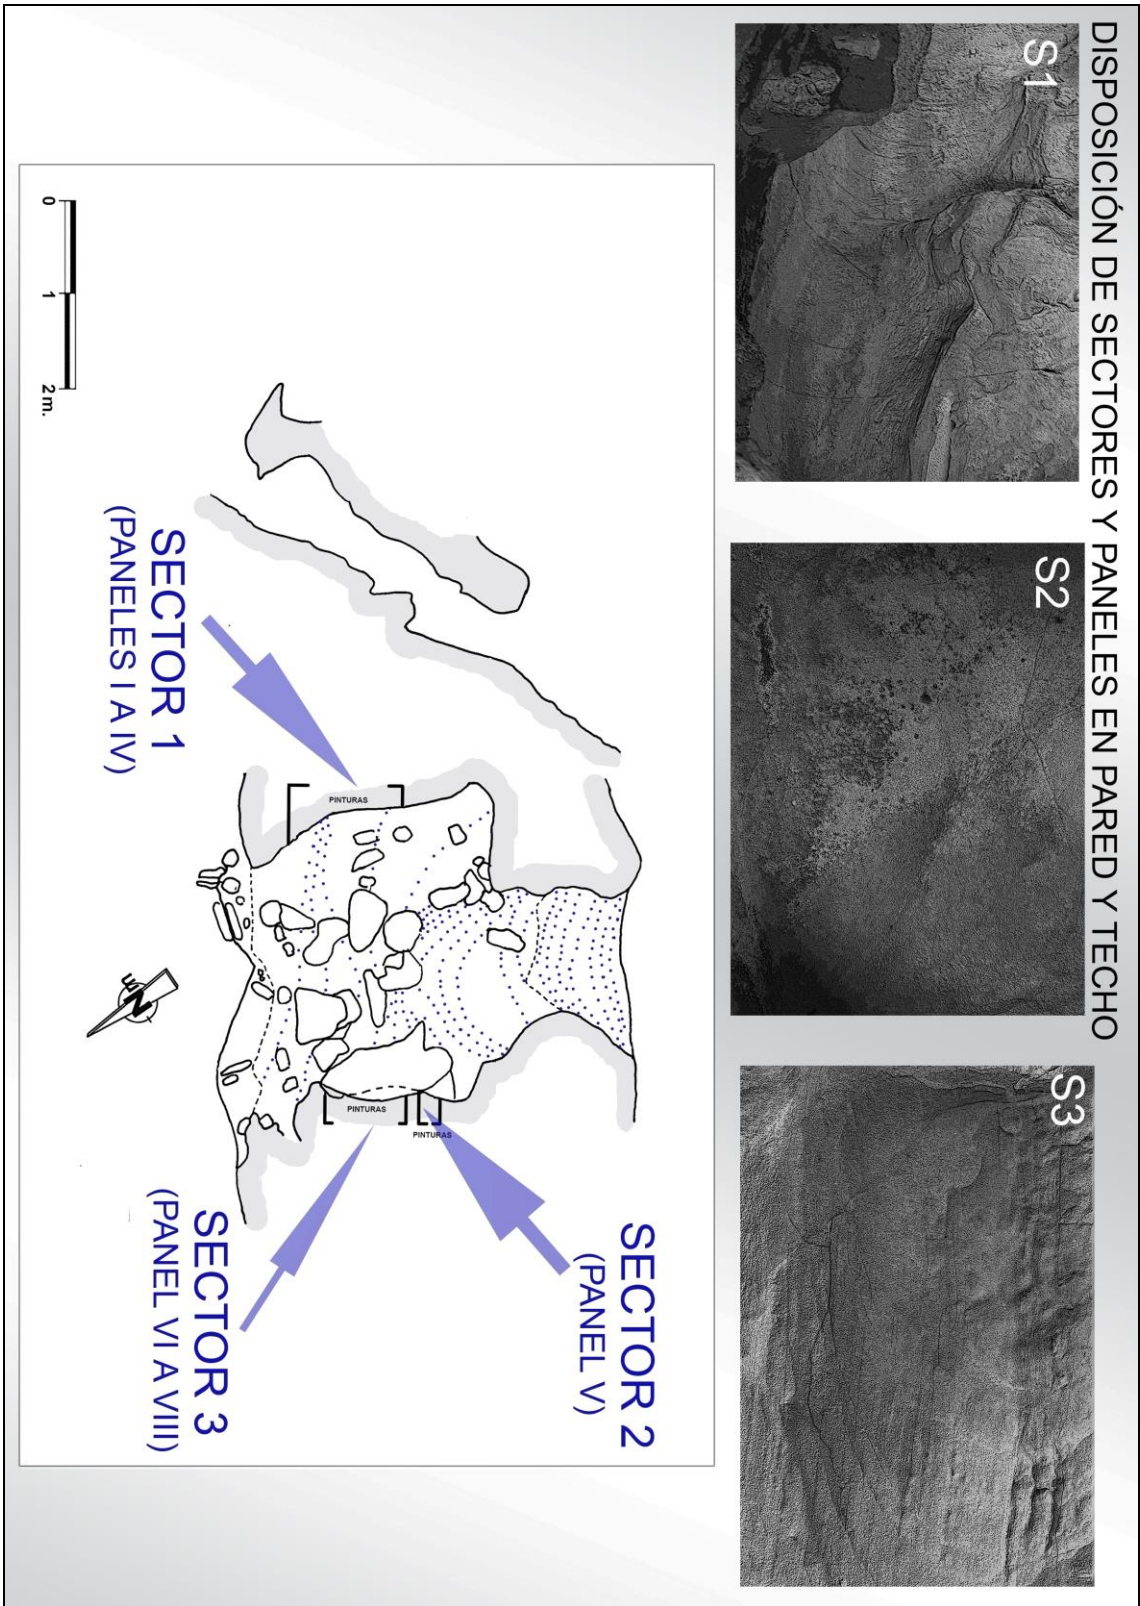 DISPOSICIÓN DE SECTORES Y PANELES EN PARED Y TECHO
S1
S2
S3
SECTOR 2
(PANEL V)
SECTOR 1
(PANELES I A IV)
SECTOR 3
(PANEL VI A VIII)
PINTURAS
PINTURAS
PINTURAS
N
E
0 1 2 m.